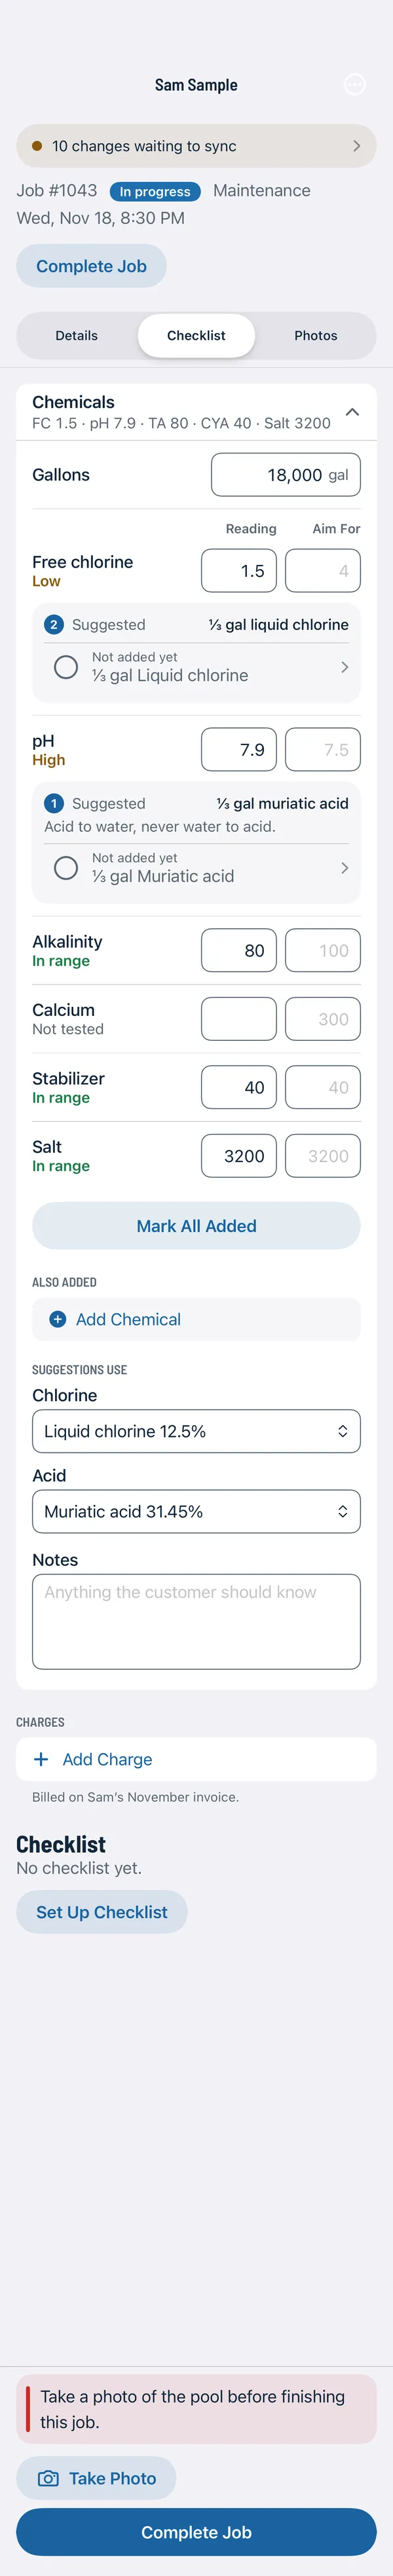 Sam Sample
10 changes waiting to sync
Job #1043 In progress Maintenance
Wed, Nov 18, 8:30 PM
Complete Job
Details Checklist Photos
Chemicals
FC 1.5 · pH 7.9 · TA 80 · CYA 40 · Salt 3200
Gallons 18,000 gal
Reading Aim For
Free chlorine 1.5 4
Low
2 Suggested ⅓ gal liquid chlorine
Not added yet
⅓ gal Liquid chlorine
pH 7.9 7.5
High
1 Suggested ⅓ gal muriatic acid
Acid to water, never water to acid.
Not added yet
⅓ gal Muriatic acid
Alkalinity 80 100
In range
Calcium 300
Not tested
Stabilizer 40 40
In range
Salt 3200 3200
In range
Mark All Added
ALSO ADDED
Add Chemical
SUGGESTIONS USE
Chlorine
Liquid chlorine 12.5%
Acid
Muriatic acid 31.45%
Notes
Anything the customer should know
CHARGES
Add Charge
Billed on Sam's November invoice.
Checklist
No checklist yet.
Set Up Checklist
Take a photo of the pool before finishing
this job.
Take Photo
Complete Job